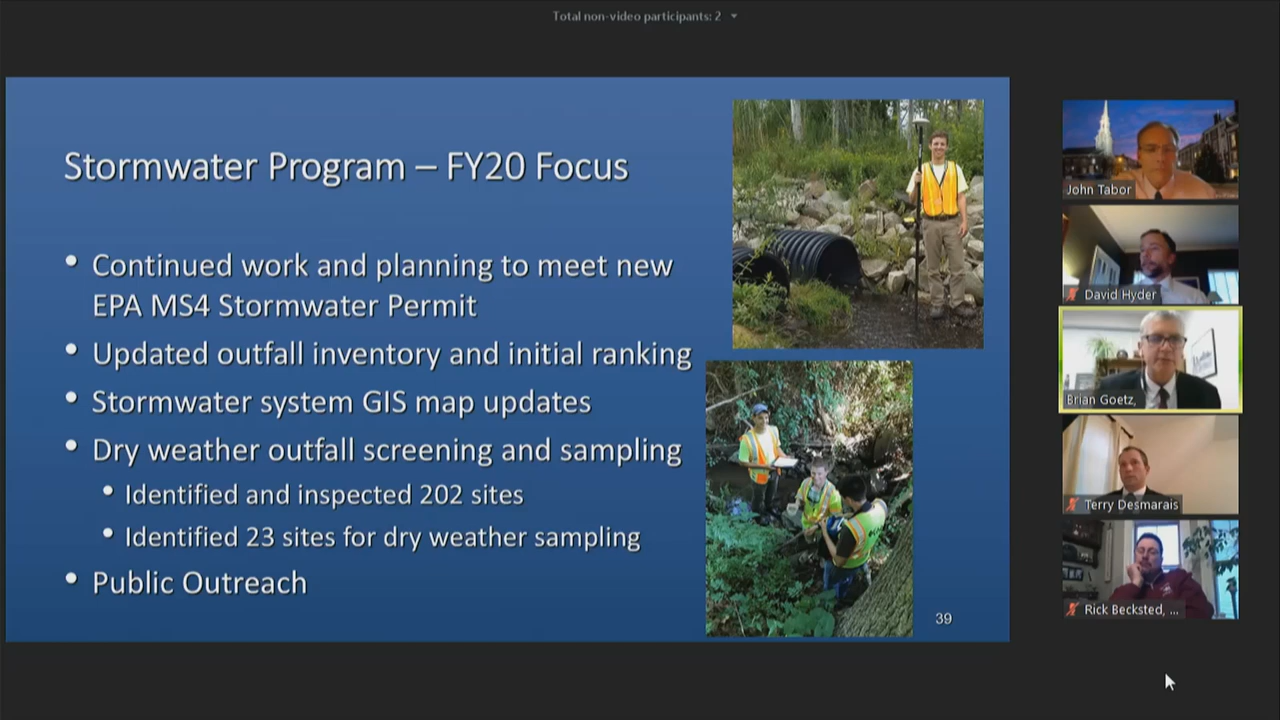 Total non-video participants: 2
Stormwater Program – FY20 Focus
• Continued work and planning to meet new
EPA MS4 Stormwater Permit
• Updated outfall inventory and initial ranking
• Stormwater system GIS map updates
• Dry weather outfall screening and sampling
• Identified and inspected 202 sites
• Identified 23 sites for dry weather sampling
• Public Outreach
39
John Tabor
David Hyder
Brian Goetz,
Terry Desmarais
Rick Becksted, ...